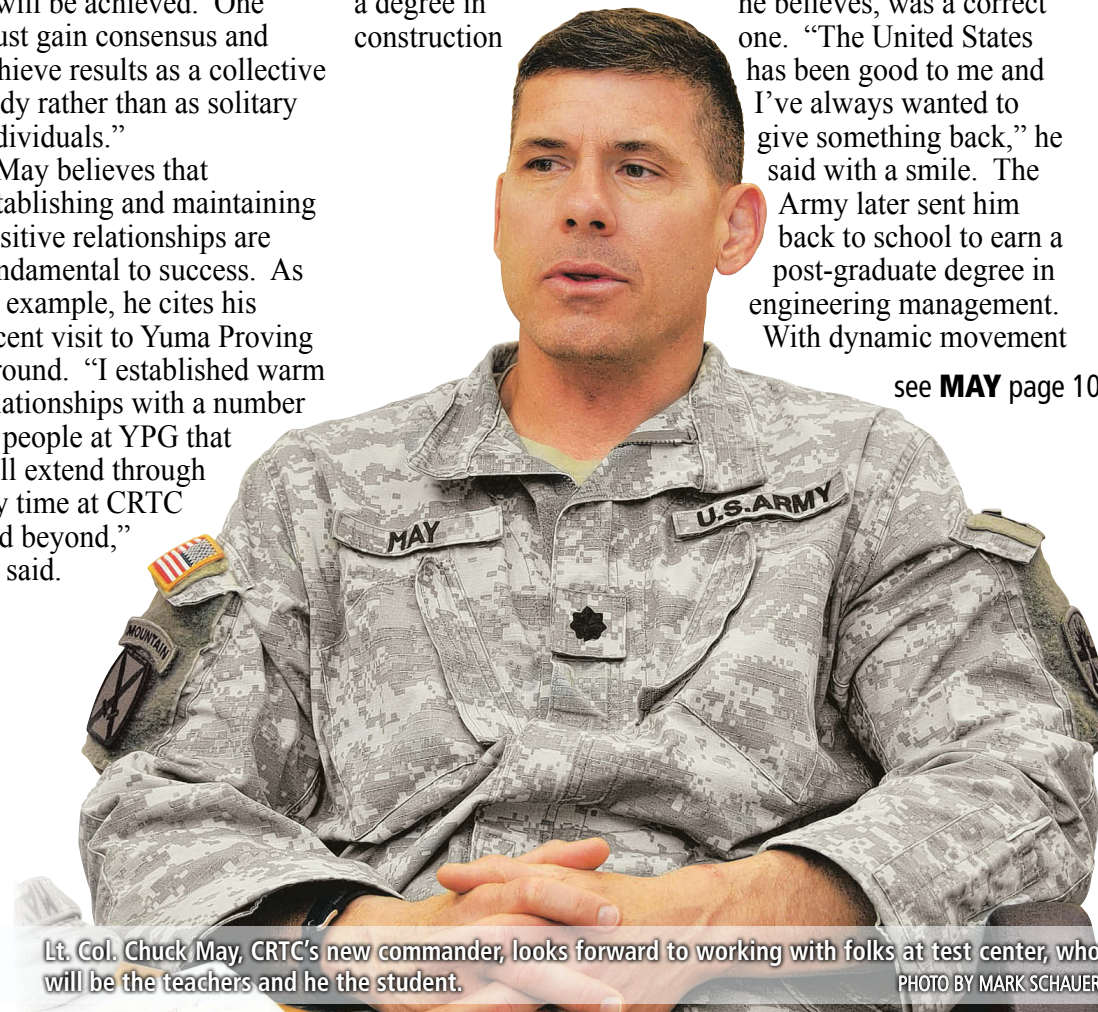 will be achieved.  One
ust gain consensus and
hieve results as a collective
dy rather than as solitary
dividuals.”
May believes that
tablishing and maintaining
sitive relationships are
ndamental to success.  As
example, he cites his
cent visit to Yuma Proving
round.  “I established warm
lationships with a number
people at YPG that
ll extend through
y time at CRTC
d beyond,”
said.
a degree in
construction
he believes, was a correct
one.  “The United States
has been good to me and
I’ve always wanted to
give something back,” he
said with a smile.  The
Army later sent him
back to school to earn a
post-graduate degree in
engineering management.
With dynamic movement
see MAY page 10
MAY
U.S.ARMY
MOUNTAIN
Lt. Col. Chuck May, CRTC’s new commander, looks forward to working with folks at test center, who
will be the teachers and he the student.
PHOTO BY MARK SCHAUER